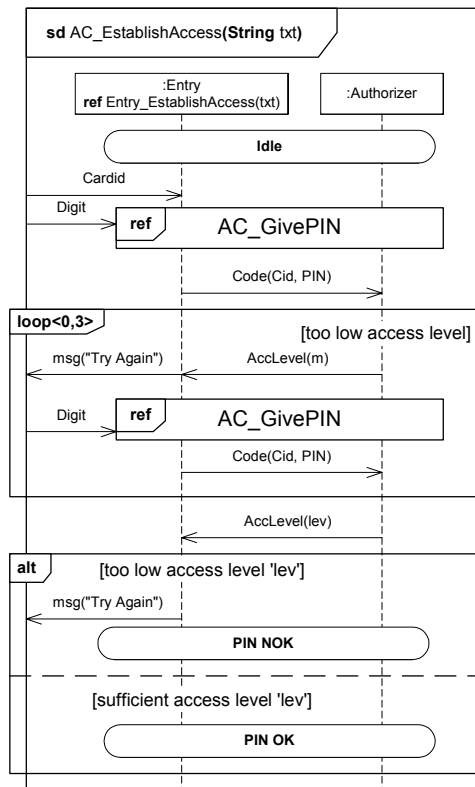 sd AC_EstablishAccess(String txt)
:Entry
ref Entry_EstablishAccess(txt)
:Authorizer
Idle
CardId
Digit
ref
AC_GivePIN
Code(Cid, PIN)
loop<0,3>
[too low access level]
msg("Try Again")
AccLevel(m)
Digit
ref
AC_GivePIN
Code(Cid, PIN)
AccLevel(lev)
alt
[too low access level 'lev']
msg("Try Again")
PIN NOK
[sufficient access level 'lev']
PIN OK